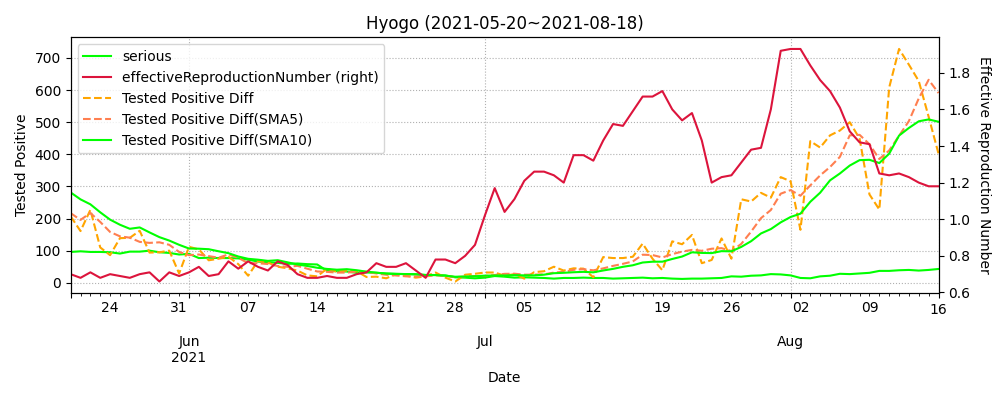 Hyogo (2021-05-20~2021-08-18)
serious
effectiveReproductionNumber (right)
Tested Positive Diff
Tested Positive Diff(SMA5)
Tested Positive Diff(SMA10)
Tested Positive
700
600
500
400
300
200
100
0
1.8
1.6
1.4
1.2
1.0
0.8
0.6
Effective Reproduction Number
24 31 07 14 21 28 05 12 19 26 02 09 16
Jun Jul Aug
2021
Date